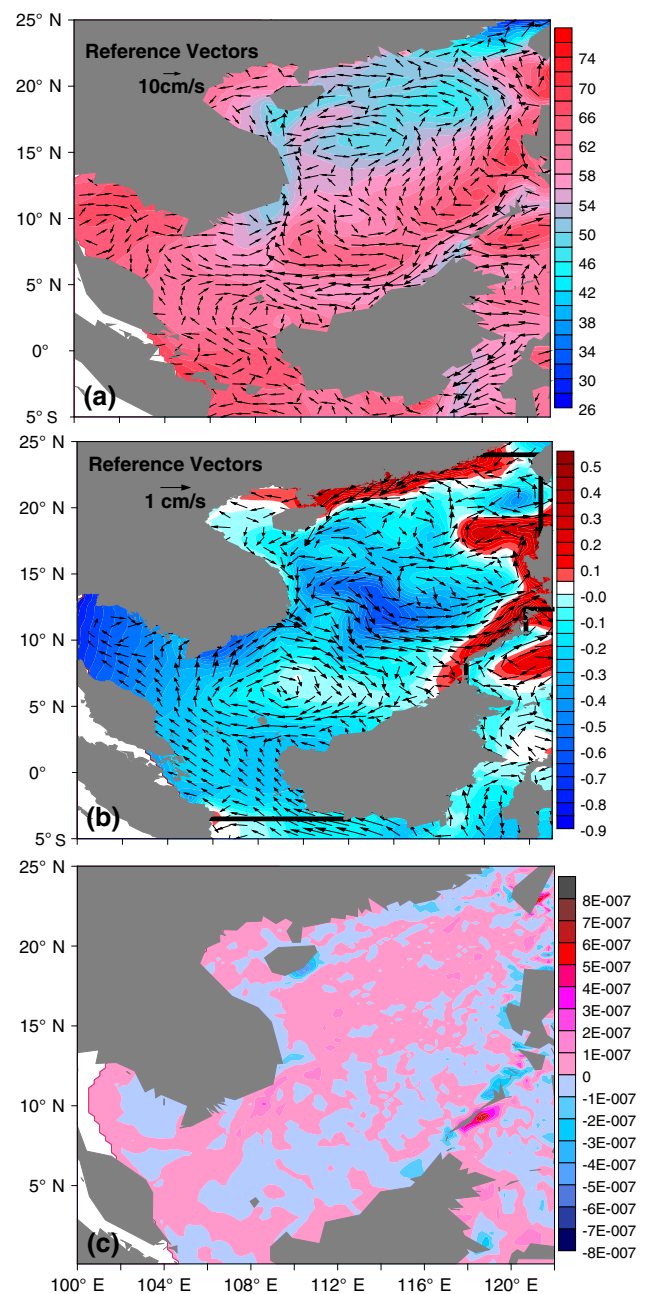 25° N
20° N
15° N
10° N
5° N
0°
5° S
Reference Vectors
10cm/s
(a)
74
70
66
62
58
54
50
46
42
38
34
30
26
25° N
20° N
15° N
10° N
5° N
0°
5° S
Reference Vectors
1 cm/s
(b)
0.5
0.4
0.3
0.2
0.1
-0.0
-0.1
-0.2
-0.3
-0.4
-0.5
-0.6
-0.7
-0.8
-0.9
25° N
20° N
15° N
10° N
5° N
(c)
100° E
104° E
108° E
112° E
116° E
120° E
8E-007
7E-007
6E-007
5E-007
4E-007
3E-007
2E-007
1E-007
0
-1E-007
-2E-007
-3E-007
-4E-007
-5E-007
-6E-007
-7E-007
-8E-007